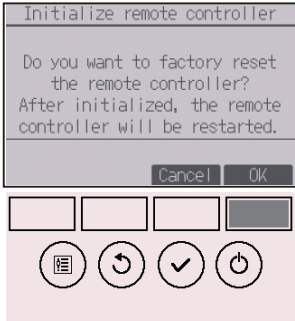 Initialize remote controller
Do you want to factory reset
the remote controller?
After initialized, the remote
controller will be restarted.
Cancel OK